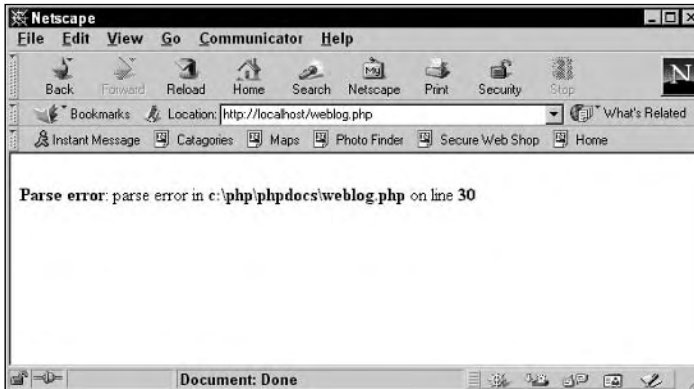 Netscape
File Edit View Go Communicator Help
N
Back Forward Reload Home Search Netscape Print Security Stop
Bookmarks Location: http://localhost/weblog.php What's Related
Instant Message Catagories Maps Photo Finder Secure Web Shop Home
Parse error: parse error in c:\php\phpdocs\weblog.php on line 30
Document: Done